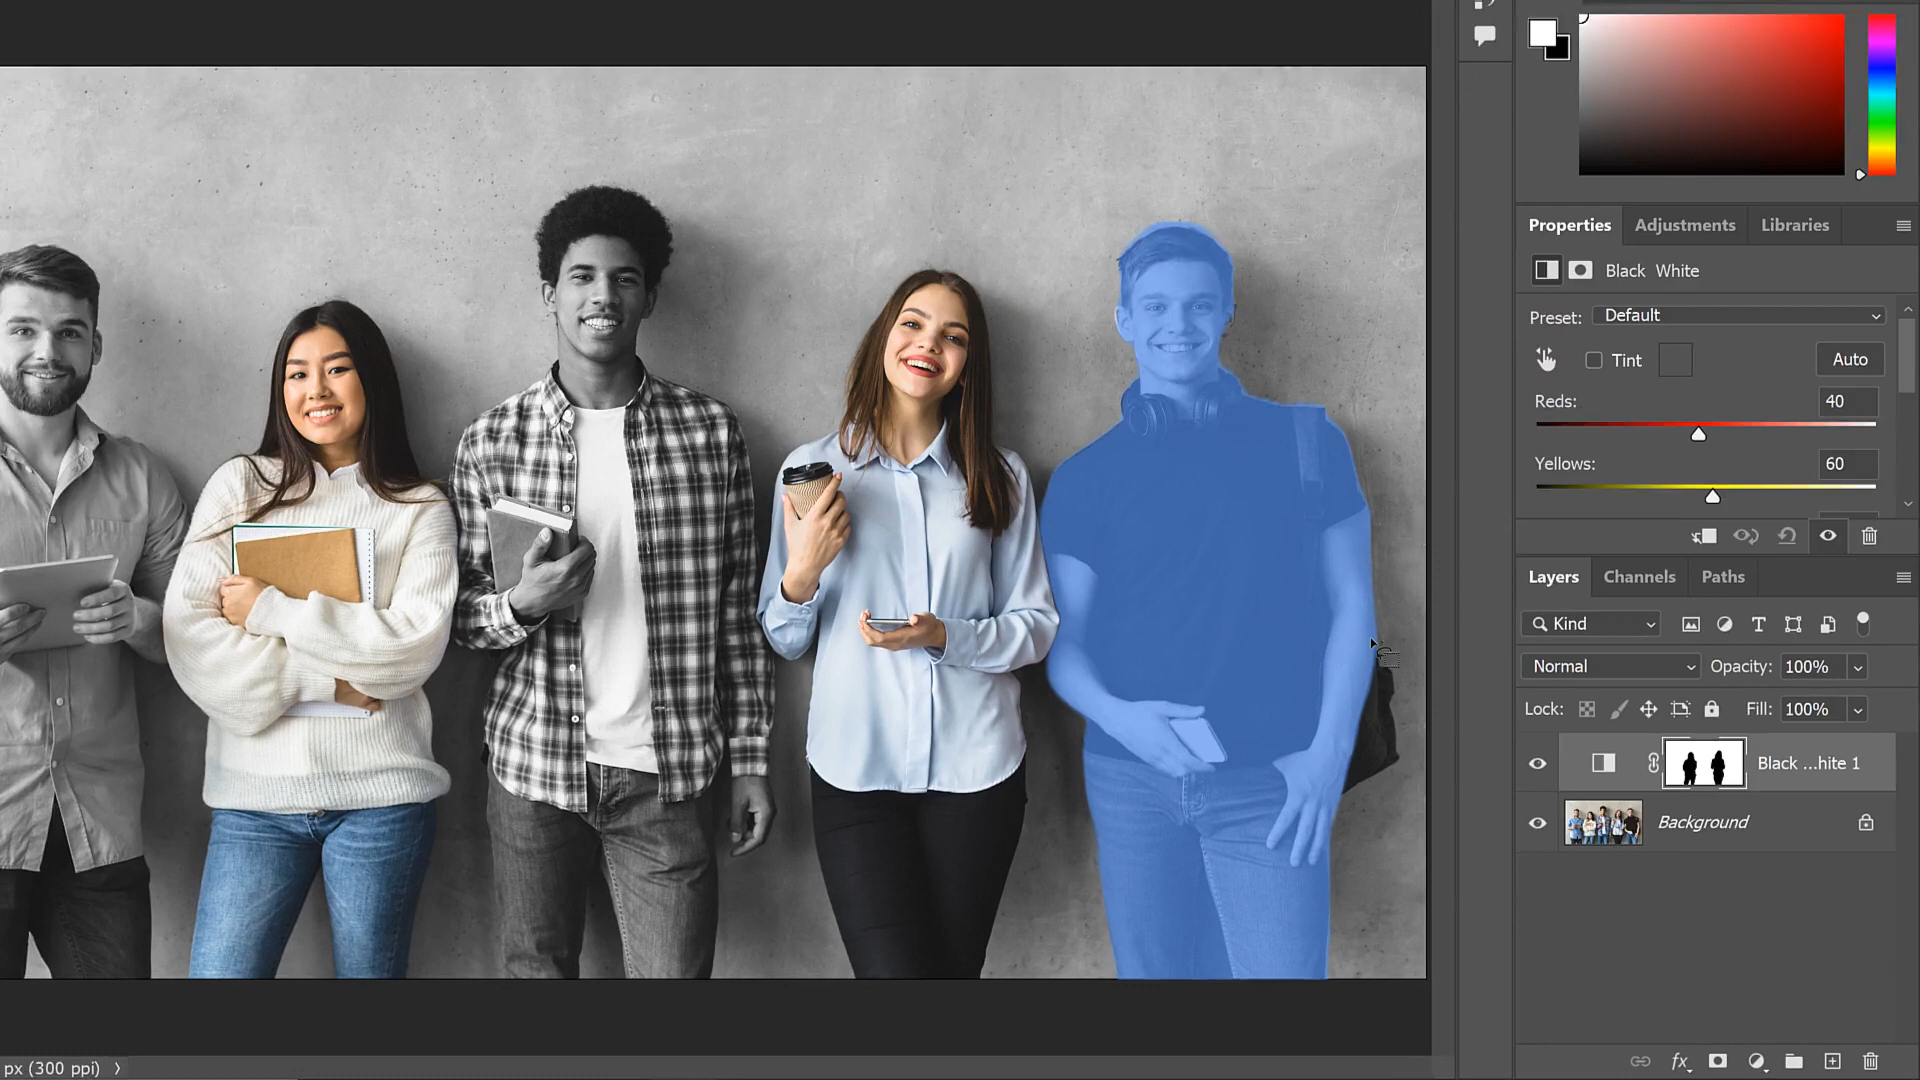 Properties Adjustments Libraries
Black White
Preset: Default
Tint Auto
Reds: 40
Yellows: 60
Layers Channels Paths
Kind
Normal Opacity: 100%
Lock: Fill: 100%
Black ...hite 1
Background
fx
px (300 ppi)